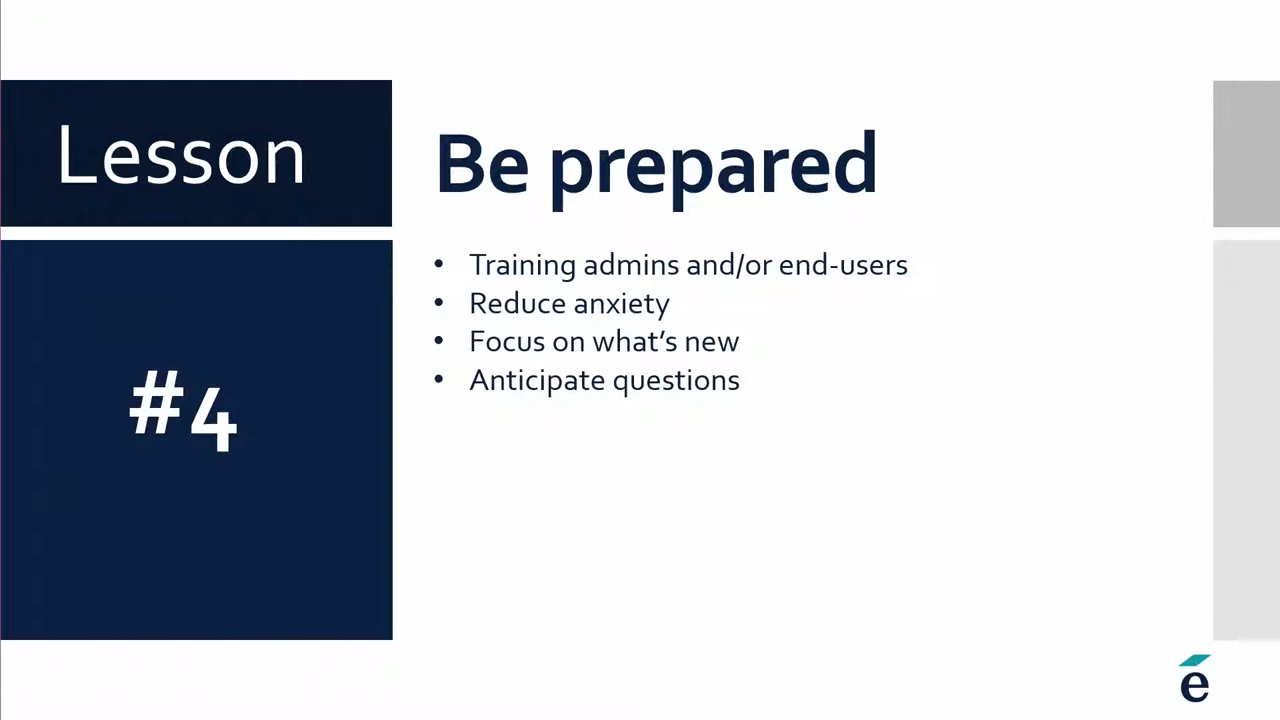 Lesson
#4
Be prepared
• Training admins and/or end-users
• Reduce anxiety
• Focus on what's new
• Anticipate questions
é